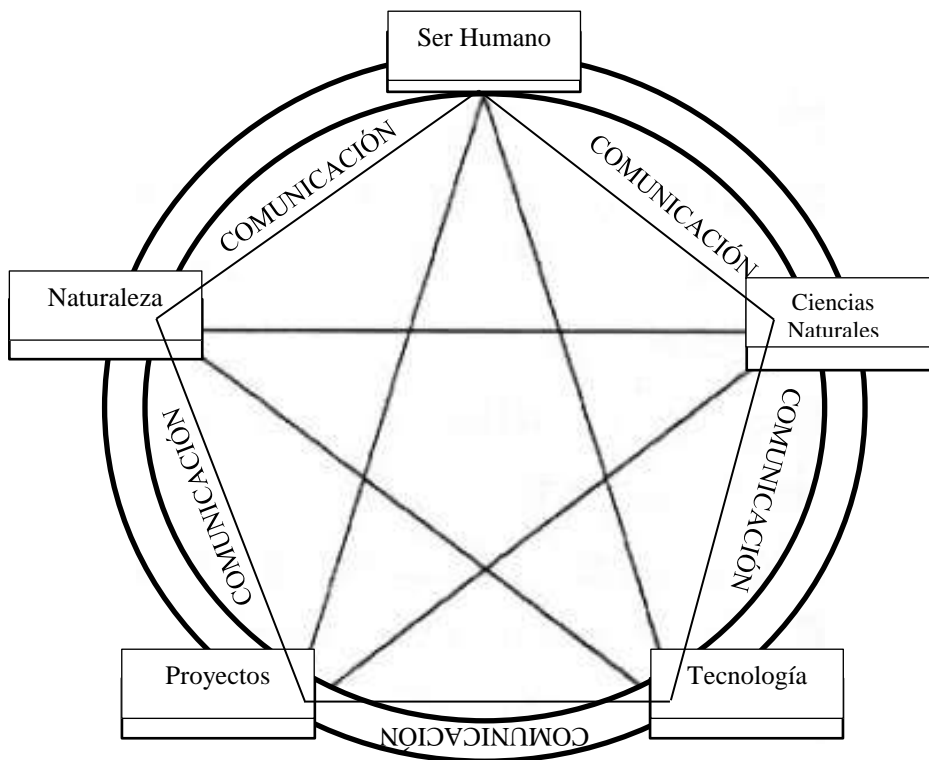 Ser Humano
COMUNICACIÓN
COMUNICACIÓN
Naturaleza
Ciencias
Naturales
COMUNICACIÓN
COMUNICACIÓN
Proyectos
Tecnología
COMUNICACIÓN